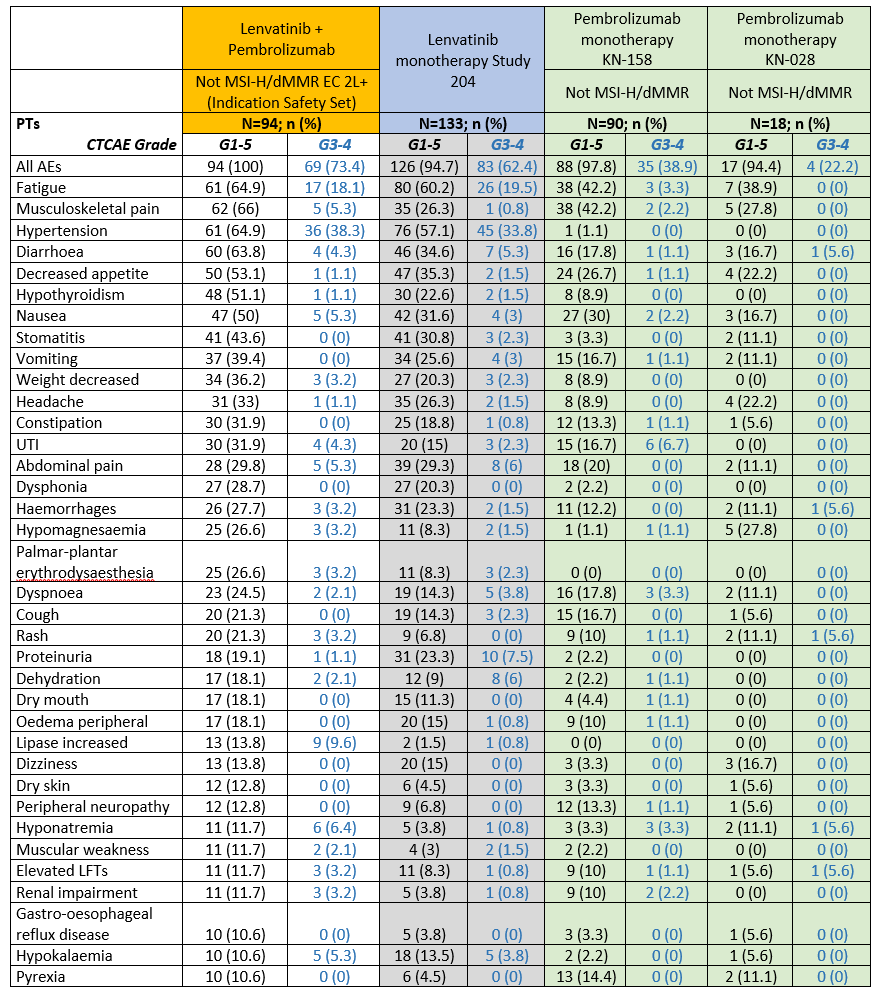 Lenvatinib +
Pembrolizumab
Lenvatinib
monotherapy Study
204
Pembrolizumab
monotherapy
KN-158
Pembrolizumab
monotherapy
KN-028
Not MSI-H/dMMR EC 2L+
(Indication Safety Set)
Not MSI-H/dMMR
Not MSI-H/dMMR
PTs N=94; n (%) N=133; n (%) N=90; n (%) N=18; n (%)
CTCAE Grade G1-5 G3-4 G1-5 G3-4 G1-5 G3-4 G1-5 G3-4
All AEs 94 (100) 69 (73.4) 126 (94.7) 83 (62.4) 88 (97.8) 35 (38.9) 17 (94.4) 4 (22.2)
Fatigue 61 (64.9) 17 (18.1) 80 (60.2) 26 (19.5) 38 (42.2) 3 (3.3) 7 (38.9) 0 (0)
Musculoskeletal pain 62 (66) 5 (5.3) 35 (26.3) 1 (0.8) 38 (42.2) 2 (2.2) 5 (27.8) 0 (0)
Hypertension 61 (64.9) 36 (38.3) 76 (57.1) 45 (33.8) 1 (1.1) 0 (0) 0 (0) 0 (0)
Diarrhoea 60 (63.8) 4 (4.3) 46 (34.6) 7 (5.3) 16 (17.8) 1 (1.1) 3 (16.7) 1 (5.6)
Decreased appetite 50 (53.1) 1 (1.1) 47 (35.3) 2 (1.5) 24 (26.7) 1 (1.1) 4 (22.2) 0 (0)
Hypothyroidism 48 (51.1) 1 (1.1) 30 (22.6) 2 (1.5) 8 (8.9) 0 (0) 0 (0) 0 (0)
Nausea 47 (50) 5 (5.3) 42 (31.6) 4 (3) 27 (30) 2 (2.2) 3 (16.7) 0 (0)
Stomatitis 41 (43.6) 0 (0) 41 (30.8) 3 (2.3) 3 (3.3) 0 (0) 2 (11.1) 0 (0)
Vomiting 37 (39.4) 0 (0) 34 (25.6) 4 (3) 15 (16.7) 1 (1.1) 2 (11.1) 0 (0)
Weight decreased 34 (36.2) 3 (3.2) 27 (20.3) 3 (2.3) 8 (8.9) 0 (0) 0 (0) 0 (0)
Headache 31 (33) 1 (1.1) 35 (26.3) 2 (1.5) 8 (8.9) 0 (0) 4 (22.2) 0 (0)
Constipation 30 (31.9) 0 (0) 25 (18.8) 1 (0.8) 12 (13.3) 1 (1.1) 1 (5.6) 0 (0)
UTI 30 (31.9) 4 (4.3) 20 (15) 3 (2.3) 15 (16.7) 6 (6.7) 0 (0) 0 (0)
Abdominal pain 28 (29.8) 5 (5.3) 39 (29.3) 8 (6) 18 (20) 0 (0) 2 (11.1) 0 (0)
Dysphonia 27 (28.7) 0 (0) 27 (20.3) 0 (0) 2 (2.2) 0 (0) 0 (0) 0 (0)
Haemorrhages 26 (27.7) 3 (3.2) 31 (23.3) 2 (1.5) 11 (12.2) 0 (0) 2 (11.1) 1 (5.6)
Hypomagnesaemia 25 (26.6) 3 (3.2) 11 (8.3) 2 (1.5) 1 (1.1) 1 (1.1) 5 (27.8) 0 (0)
Palmar-plantar
erythrodysaesthesia 25 (26.6) 3 (3.2) 11 (8.3) 3 (2.3) 0 (0) 0 (0) 0 (0) 0 (0)
Dyspnoea 23 (24.5) 2 (2.1) 19 (14.3) 5 (3.8) 16 (17.8) 3 (3.3) 2 (11.1) 0 (0)
Cough 20 (21.3) 0 (0) 19 (14.3) 3 (2.3) 15 (16.7) 0 (0) 1 (5.6) 0 (0)
Rash 20 (21.3) 3 (3.2) 9 (6.8) 0 (0) 9 (10) 1 (1.1) 2 (11.1) 1 (5.6)
Proteinuria 18 (19.1) 1 (1.1) 31 (23.3) 10 (7.5) 2 (2.2) 0 (0) 0 (0) 0 (0)
Dehydration 17 (18.1) 2 (2.1) 12 (9) 8 (6) 2 (2.2) 1 (1.1) 0 (0) 0 (0)
Dry mouth 17 (18.1) 0 (0) 15 (11.3) 0 (0) 4 (4.4) 1 (1.1) 0 (0) 0 (0)
Oedema peripheral 17 (18.1) 0 (0) 20 (15) 1 (0.8) 9 (10) 1 (1.1) 0 (0) 0 (0)
Lipase increased 13 (13.8) 9 (9.6) 2 (1.5) 1 (0.8) 0 (0) 0 (0) 0 (0) 0 (0)
Dizziness 13 (13.8) 0 (0) 20 (15) 0 (0) 3 (3.3) 0 (0) 3 (16.7) 0 (0)
Dry skin 12 (12.8) 0 (0) 6 (4.5) 0 (0) 3 (3.3) 0 (0) 1 (5.6) 0 (0)
Peripheral neuropathy 12 (12.8) 0 (0) 9 (6.8) 0 (0) 12 (13.3) 1 (1.1) 1 (5.6) 0 (0)
Hyponatremia 11 (11.7) 6 (6.4) 5 (3.8) 1 (0.8) 3 (3.3) 3 (3.3) 2 (11.1) 1 (5.6)
Muscular weakness 11 (11.7) 2 (2.1) 4 (3) 2 (1.5) 2 (2.2) 0 (0) 0 (0) 0 (0)
Elevated LFTs 11 (11.7) 3 (3.2) 11 (8.3) 1 (0.8) 9 (10) 1 (1.1) 1 (5.6) 1 (5.6)
Renal impairment 11 (11.7) 3 (3.2) 5 (3.8) 1 (0.8) 9 (10) 2 (2.2) 0 (0) 0 (0)
Gastro-oesophageal
reflux disease 10 (10.6) 0 (0) 5 (3.8) 0 (0) 3 (3.3) 0 (0) 1 (5.6) 0 (0)
Hypokalaemia 10 (10.6) 5 (5.3) 18 (13.5) 5 (3.8) 2 (2.2) 0 (0) 1 (5.6) 0 (0)
Pyrexia 10 (10.6) 0 (0) 6 (4.5) 0 (0) 13 (14.4) 0 (0) 2 (11.1) 0 (0)